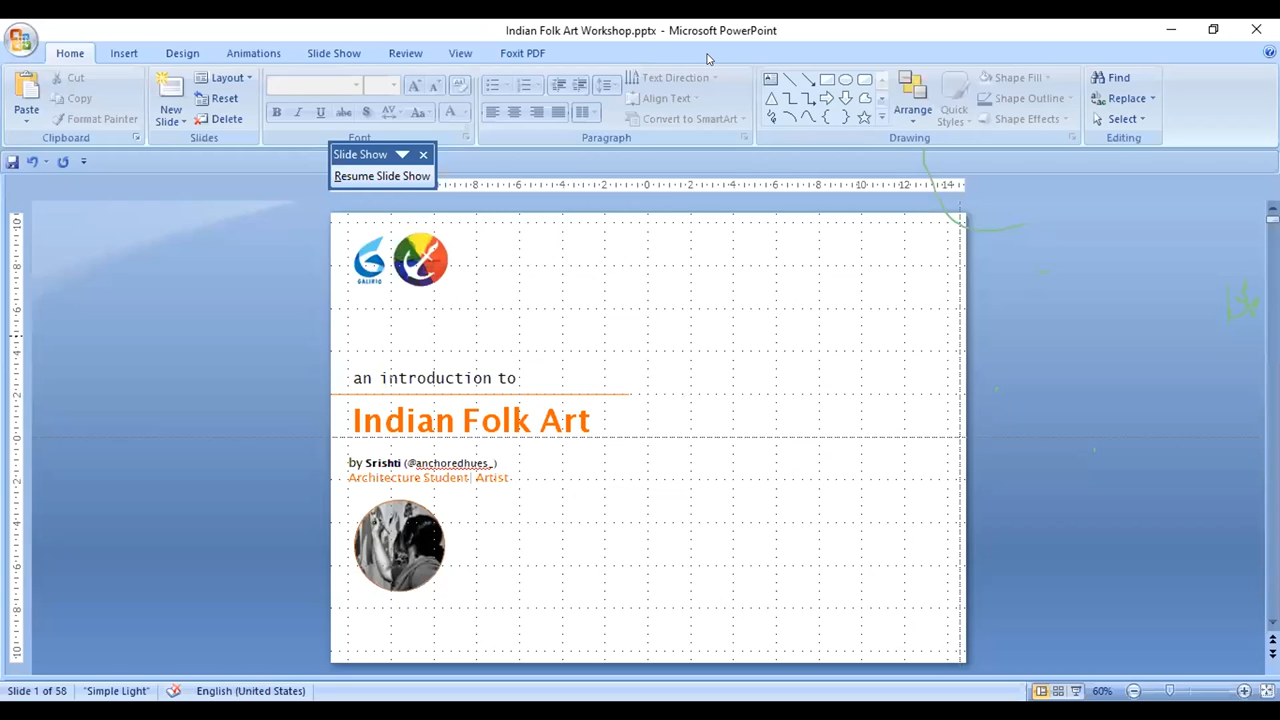 Indian Folk Art Workshop.pptx - Microsoft PowerPoint
Home Insert Design Animations Slide Show Review View Foxit PDF
Paste
Cut
Copy
Format Painter
Clipboard
New Slide
Layout
Reset
Delete
Slides
B I U abc S AV Aa A
Font
Text Direction
Align Text
Convert to SmartArt
Paragraph
Arrange
Quick Styles
Shape Fill
Shape Outline
Shape Effects
Drawing
Find
Replace
Select
Editing
Slide Show
Resume Slide Show
GALIRIO
an introduction to
Indian Folk Art
by Srishti (@anchoredhues_)
Architecture Student| Artist
Slide 1 of 58 "Simple Light" English (United States) 60%